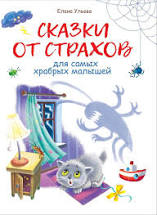 Елена Ульева
СКАЗКИ
ОТ СТРАХОВ
для самых
храбрых малышей